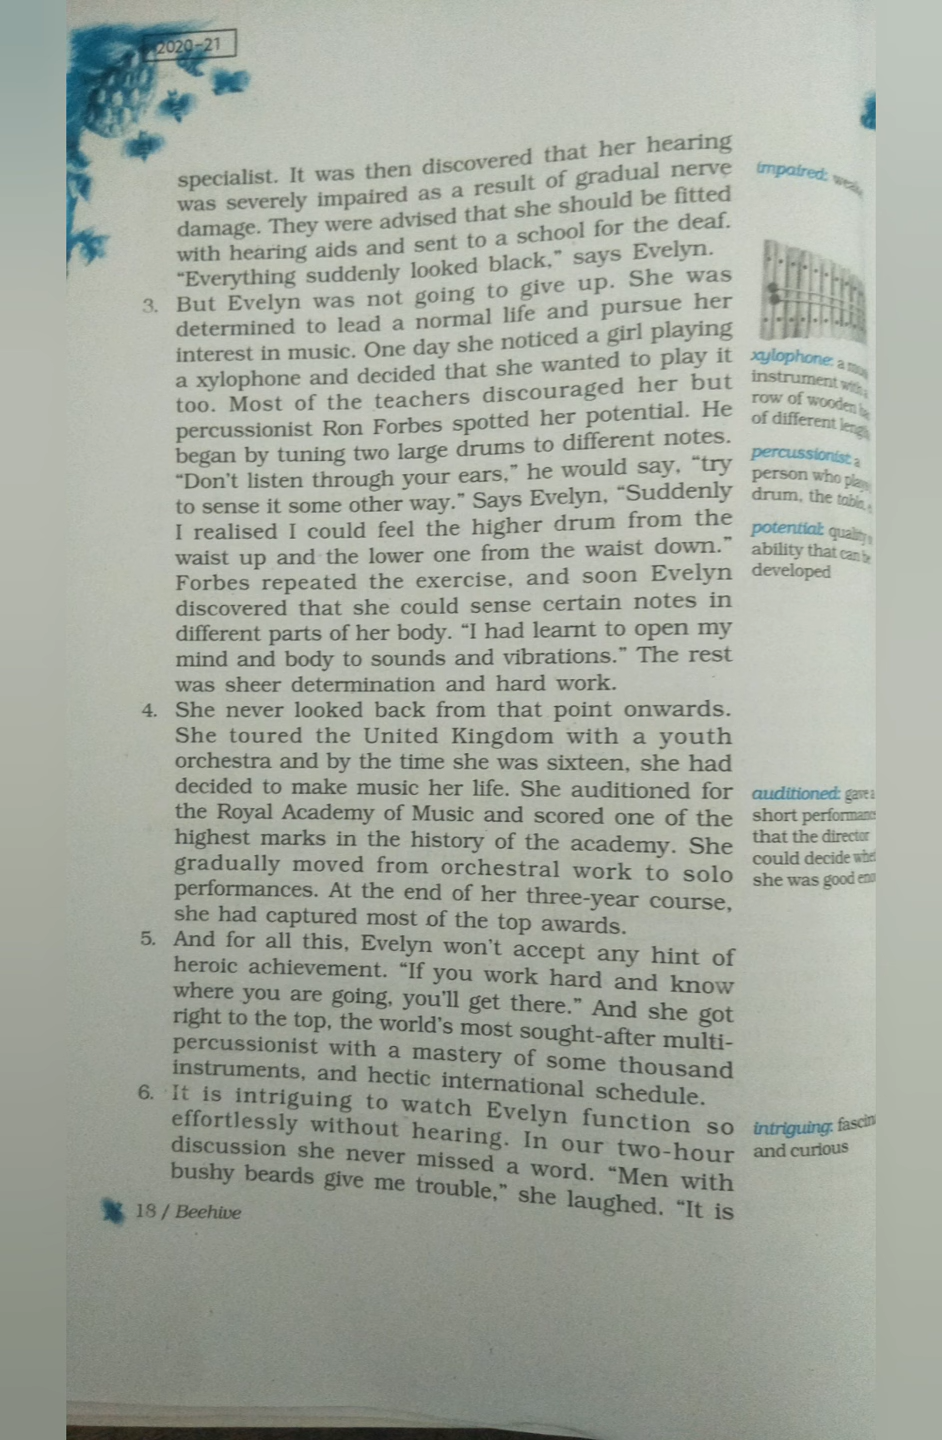 2020–21
specialist. It was then discovered that her hearing
was severely impaired as a result of gradual nerve
damage. They were advised that she should be fitted
with hearing aids and sent to a school for the deaf.
“Everything suddenly looked black,” says Evelyn.
3. But Evelyn was not going to give up. She was
determined to lead a normal life and pursue her
interest in music. One day she noticed a girl playing
a xylophone and decided that she wanted to play it
too. Most of the teachers discouraged her but
percussionist Ron Forbes spotted her potential. He
began by tuning two large drums to different notes.
“Don't listen through your ears,” he would say, “try
to sense it some other way.” Says Evelyn, “Suddenly
I realised I could feel the higher drum from the
waist up and the lower one from the waist down.”
Forbes repeated the exercise, and soon Evelyn
discovered that she could sense certain notes in
different parts of her body. “I had learnt to open my
mind and body to sounds and vibrations.” The rest
was sheer determination and hard work.
4. She never looked back from that point onwards.
She toured the United Kingdom with a youth
orchestra and by the time she was sixteen, she had
decided to make music her life. She auditioned for
the Royal Academy of Music and scored one of the
highest marks in the history of the academy. She
gradually moved from orchestral work to solo
performances. At the end of her three-year course,
she had captured most of the top awards.
5. And for all this, Evelyn won't accept any hint of
heroic achievement. “If you work hard and know
where you are going, you'll get there.” And she got
right to the top, the world's most sought-after multi-
percussionist with a mastery of some thousand
instruments, and hectic international schedule.
6. It is intriguing to watch Evelyn function so
effortlessly without hearing. In our two-hour
discussion she never missed a word. “Men with
bushy beards give me trouble,” she laughed. “It is
impaired:
xylophone: a
instrument
row of wooden
of different
percussionist: a
person who
drum, the
potential: quality
ability that can be
developed
auditioned: gave a
short
that the director
could decide
she was good
intriguing:
and curious
18 / Beehive